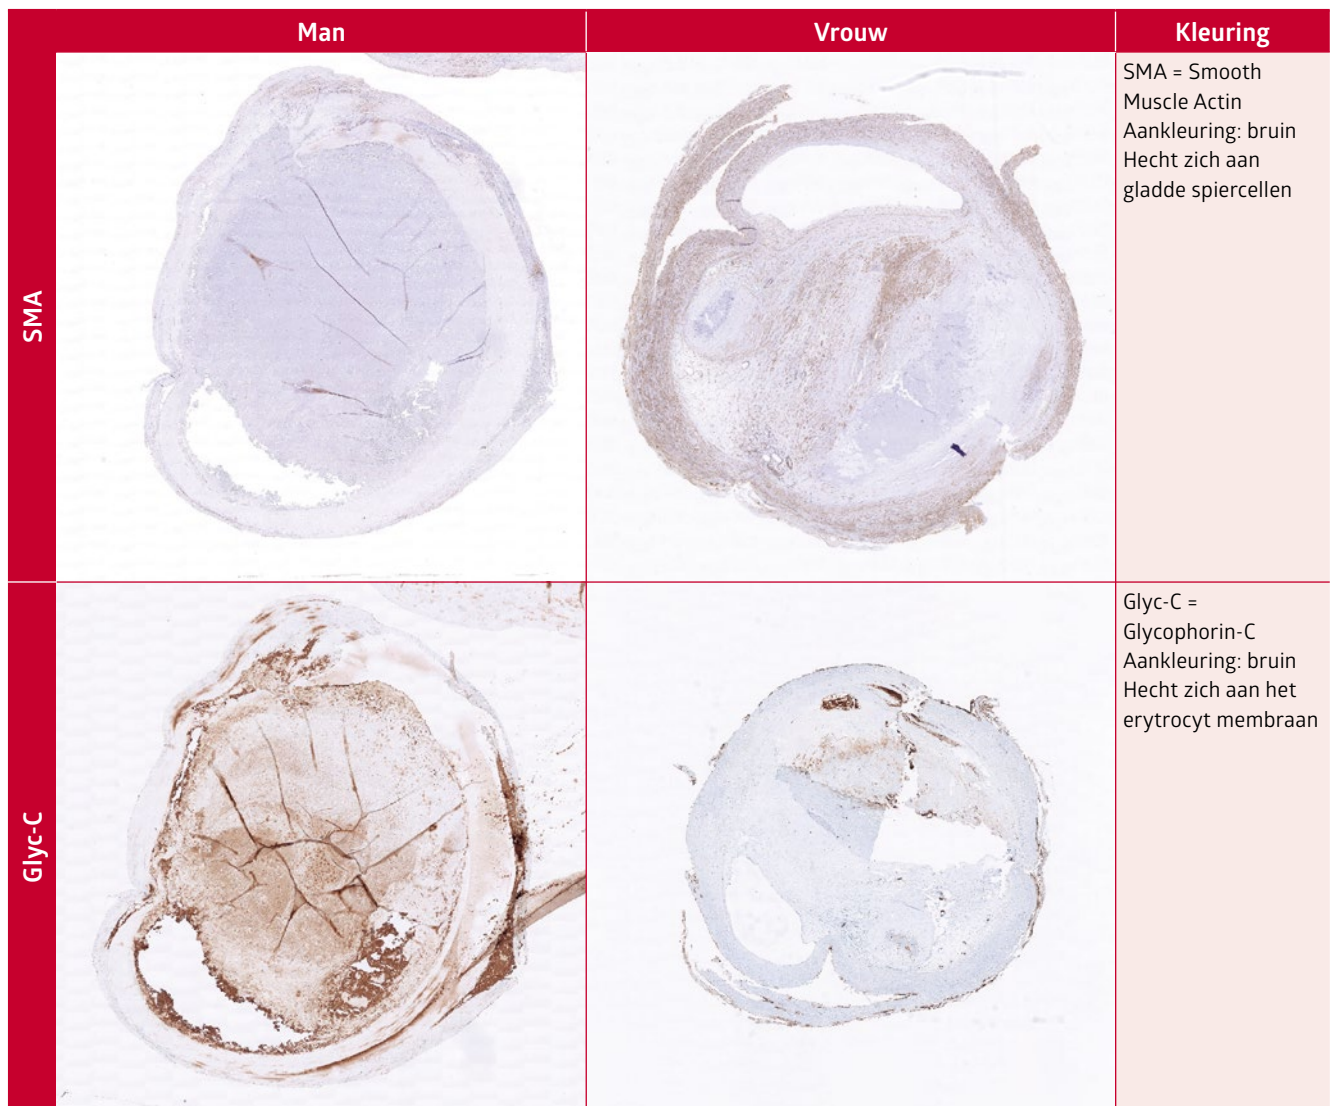 Man
Vrouw
Kleuring
SMA
SMA = Smooth
Muscle Actin
Aankleuring: bruin
Hecht zich aan
gladde spiercellen
Glyc-C
Glyc-C =
Glycophorin-C
Aankleuring: bruin
Hecht zich aan het
erytrocyt membraan